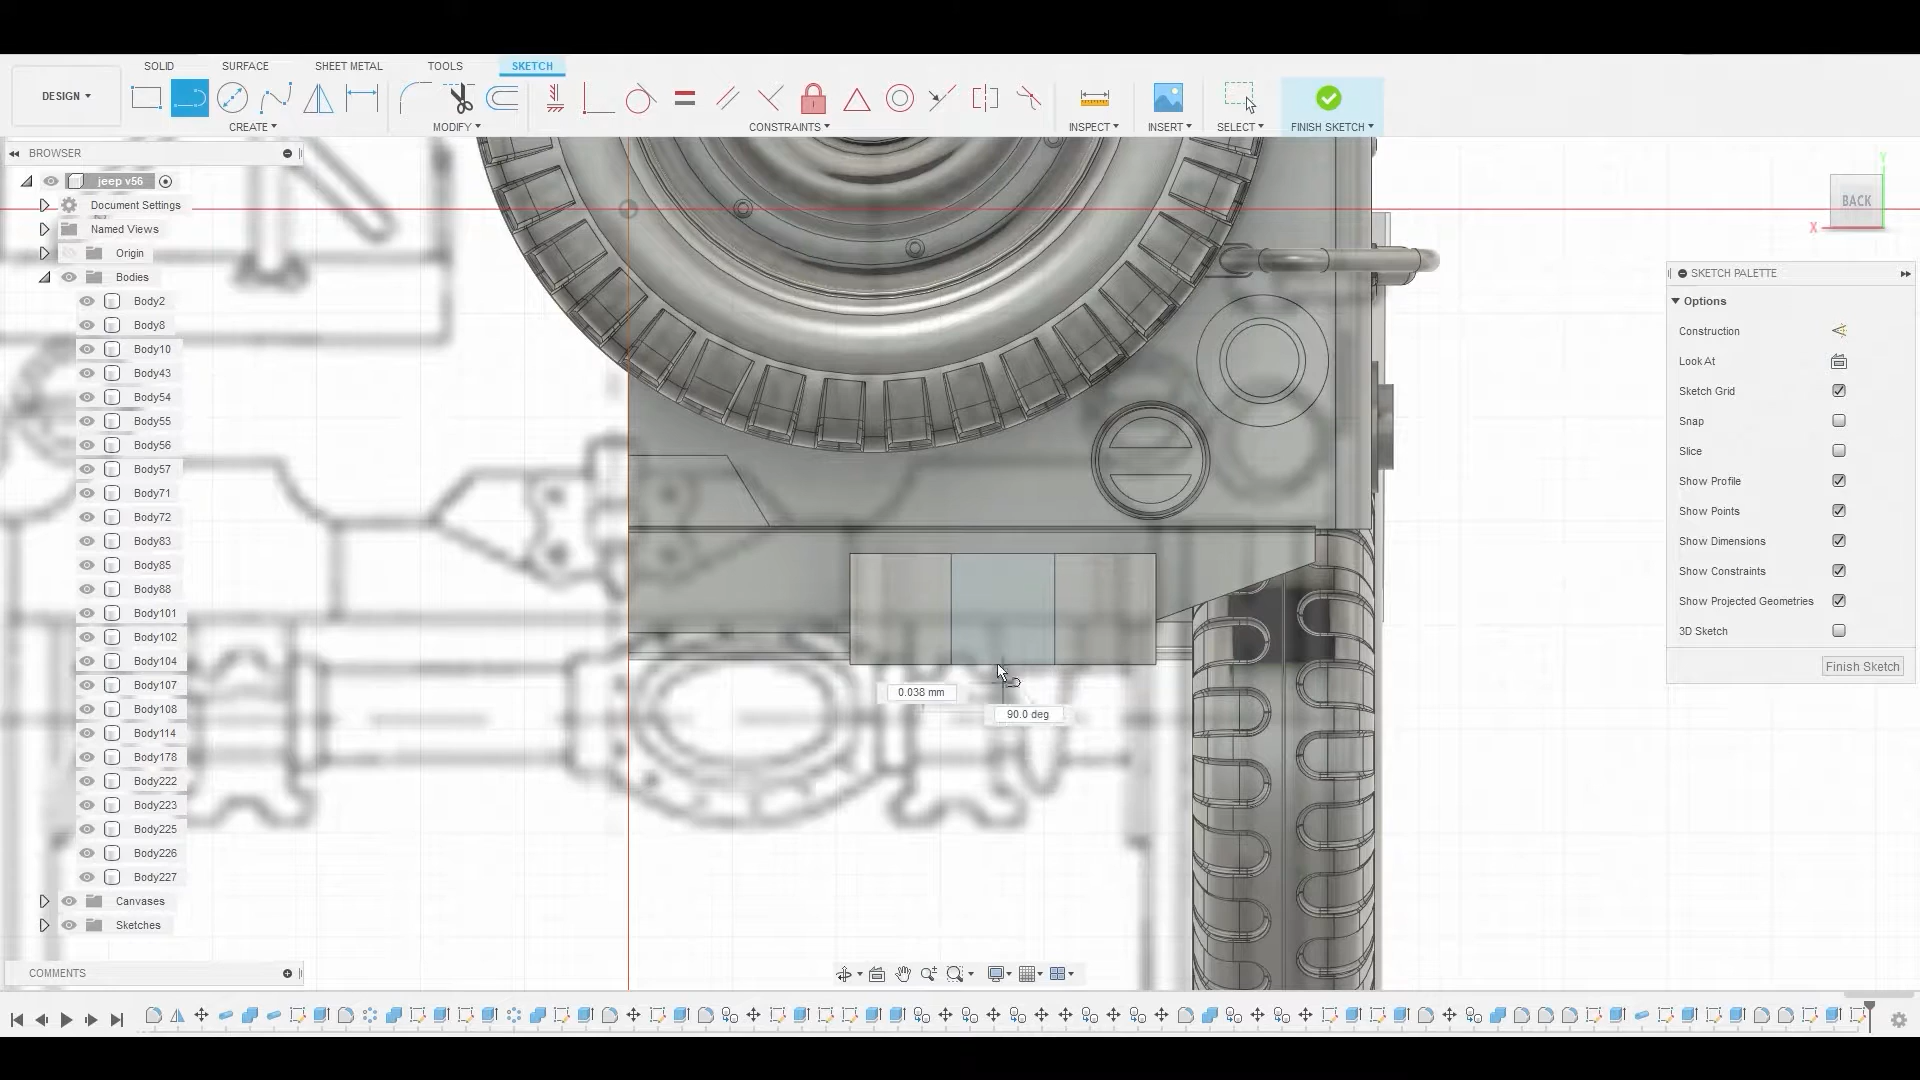 SOLID SURFACE SHEET METAL TOOLS SKETCH
DESIGN
CREATE MODIFY CONSTRAINTS INSPECT INSERT SELECT FINISH SKETCH
BROWSER
jeep v56
Document Settings
Named Views
Origin
Bodies
Body2
Body8
Body10
Body43
Body54
Body55
Body56
Body57
Body71
Body72
Body83
Body85
Body88
Body101
Body102
Body104
Body107
Body108
Body114
Body178
Body222
Body223
Body225
Body226
Body227
Canvases
Sketches
COMMENTS
0.038 mm
90.0 deg
Y
BACK
X
SKETCH PALETTE
Options
Construction
Look At
Sketch Grid
Snap
Slice
Show Profile
Show Points
Show Dimensions
Show Constraints
Show Projected Geometries
3D Sketch
Finish Sketch